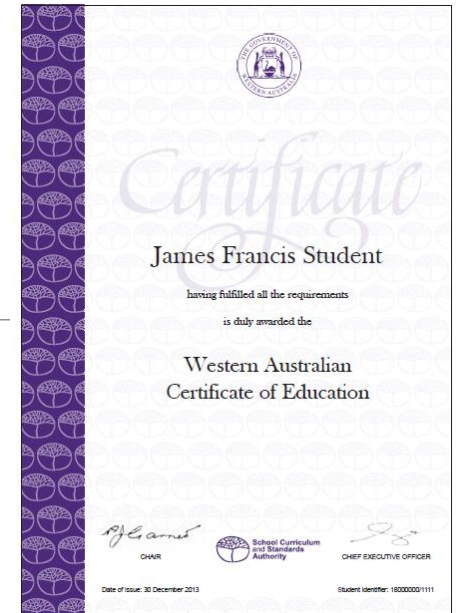 THE GOVERNMENT OF
WESTERN AUSTRALIA
Certificate
James Francis Student
having fulfilled all the requirements
is duly awarded the
Western Australian
Certificate of Education
CHAIR
School Curriculum
and Standards
Authority
CHIEF EXECUTIVE OFFICER
Date of issue: 30 December 2013
Student identifier: 18000000/1111